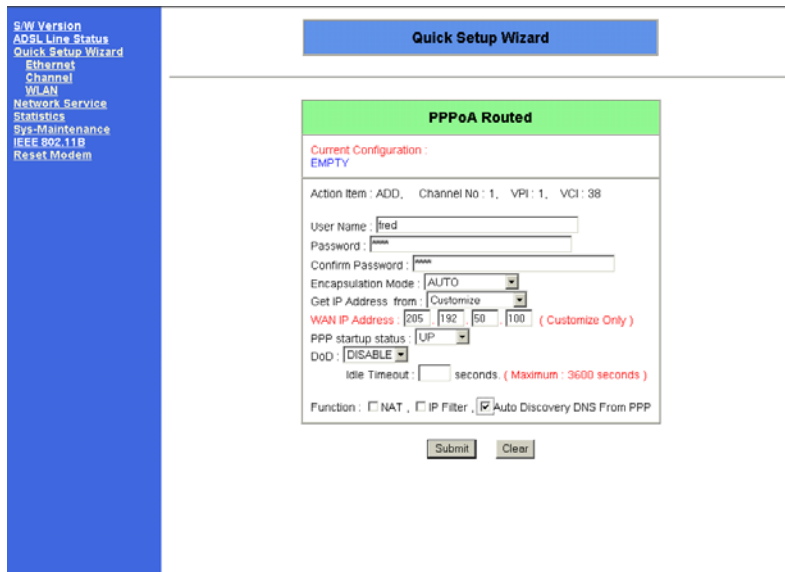 S/W Version
ADSL Line Status
Quick Setup Wizard
Ethernet
Channel
WLAN
Network Service
Statistics
Sys-Maintenance
IEEE 802.11B
Reset Modem
Quick Setup Wizard
PPPoA Routed
Current Configuration :
EMPTY
Action Item : ADD, Channel No : 1, VPI : 1, VCI : 38
User Name : fred
Password : ****
Confirm Password : ****
Encapsulation Mode : AUTO
Get IP Address from : Customize
WAN IP Address : 205 . 192 . 50 . 100 ( Customize Only )
PPP startup status : UP
DoD : DISABLE
Idle Timeout : seconds. ( Maximum : 3600 seconds )
Function : NAT , IP Filter , Auto Discovery DNS From PPP
Submit Clear